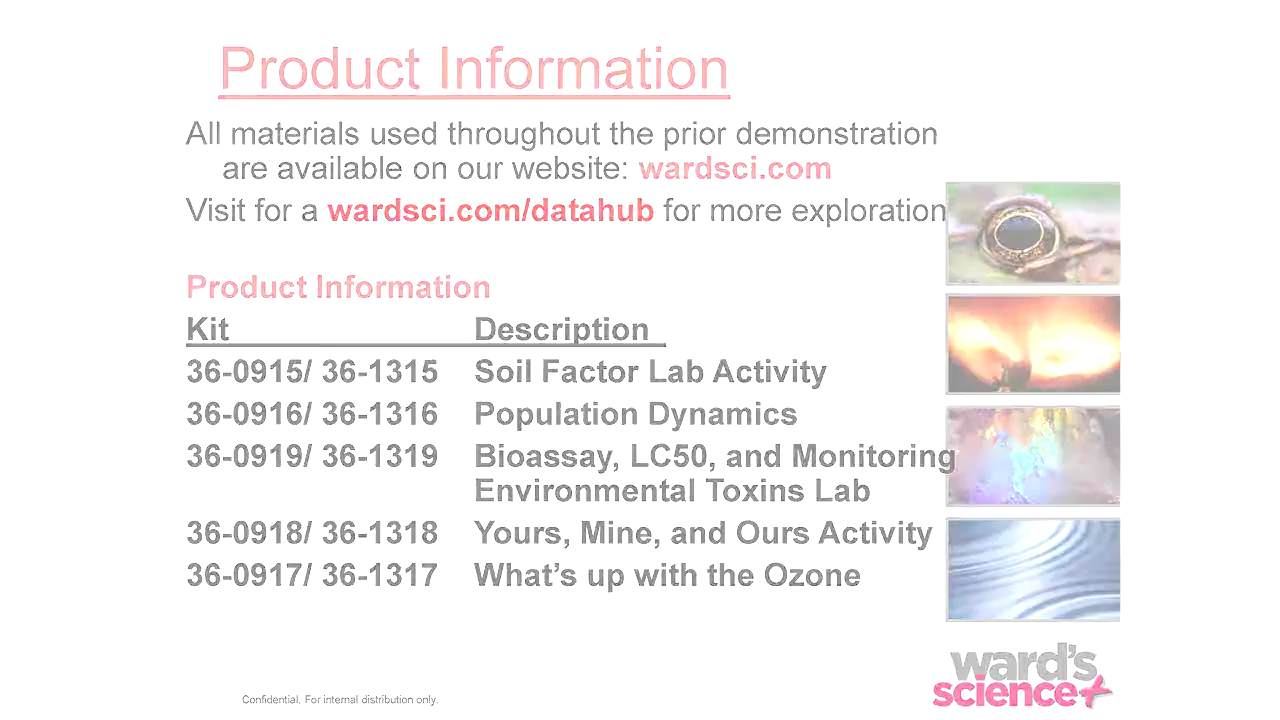 Product Information
All materials used throughout the prior demonstration
are available on our website: wardsci.com
Visit for a wardsci.com/datahub for more exploration
Product Information
Kit Description
36-0915/ 36-1315 Soil Factor Lab Activity
36-0916/ 36-1316 Population Dynamics
36-0919/ 36-1319 Bioassay, LC50, and Monitoring
Environmental Toxins Lab
36-0918/ 36-1318 Yours, Mine, and Ours Activity
36-0917/ 36-1317 What's up with the Ozone
ward's
science+
Confidential. For internal distribution only.